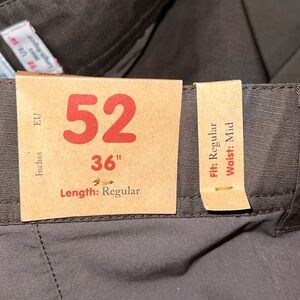 EU
52
Inches
36"
Length: Regular
Fit: Regular
Waist: Mid